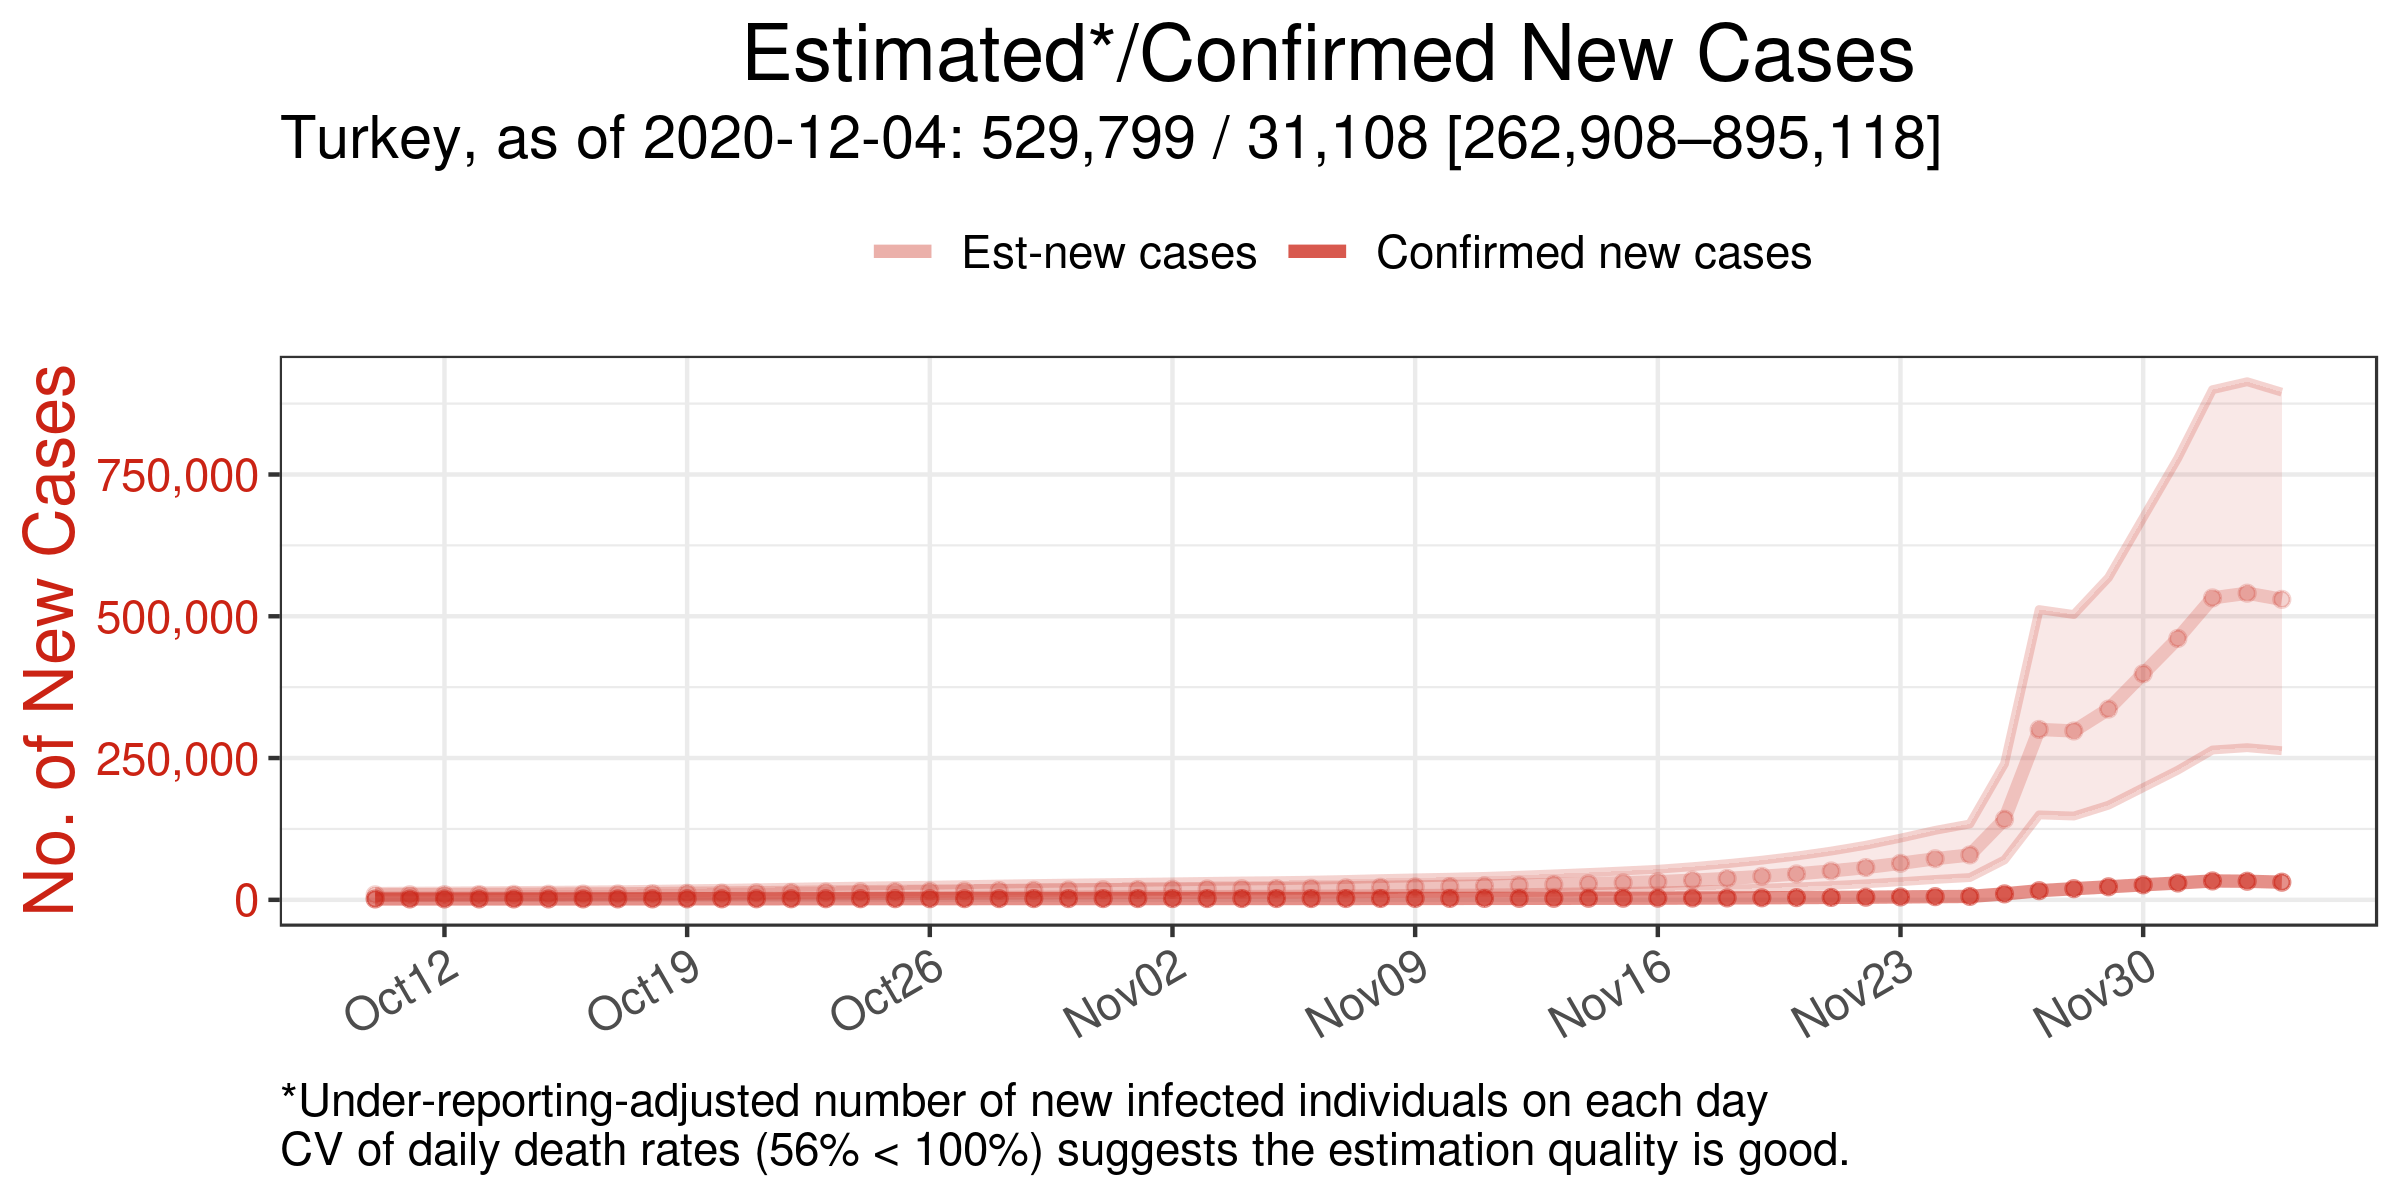 Estimated*/Confirmed New Cases
Turkey, as of 2020-12-04: 529,799 / 31,108 [262,908–895,118]
Est-new cases
Confirmed new cases
No. of New Cases
750,000
500,000
250,000
0
Oct12
Oct19
Oct26
Nov02
Nov09
Nov16
Nov23
Nov30
*Under-reporting-adjusted number of new infected individuals on each day
CV of daily death rates (56% < 100%) suggests the estimation quality is good.